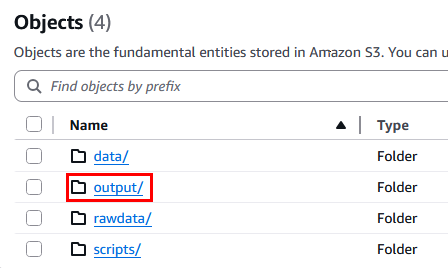 Objects (4)
Objects are the fundamental entities stored in Amazon S3. You can u
Find objects by prefix
Name Type
data/ Folder
output/ Folder
rawdata/ Folder
scripts/ Folder